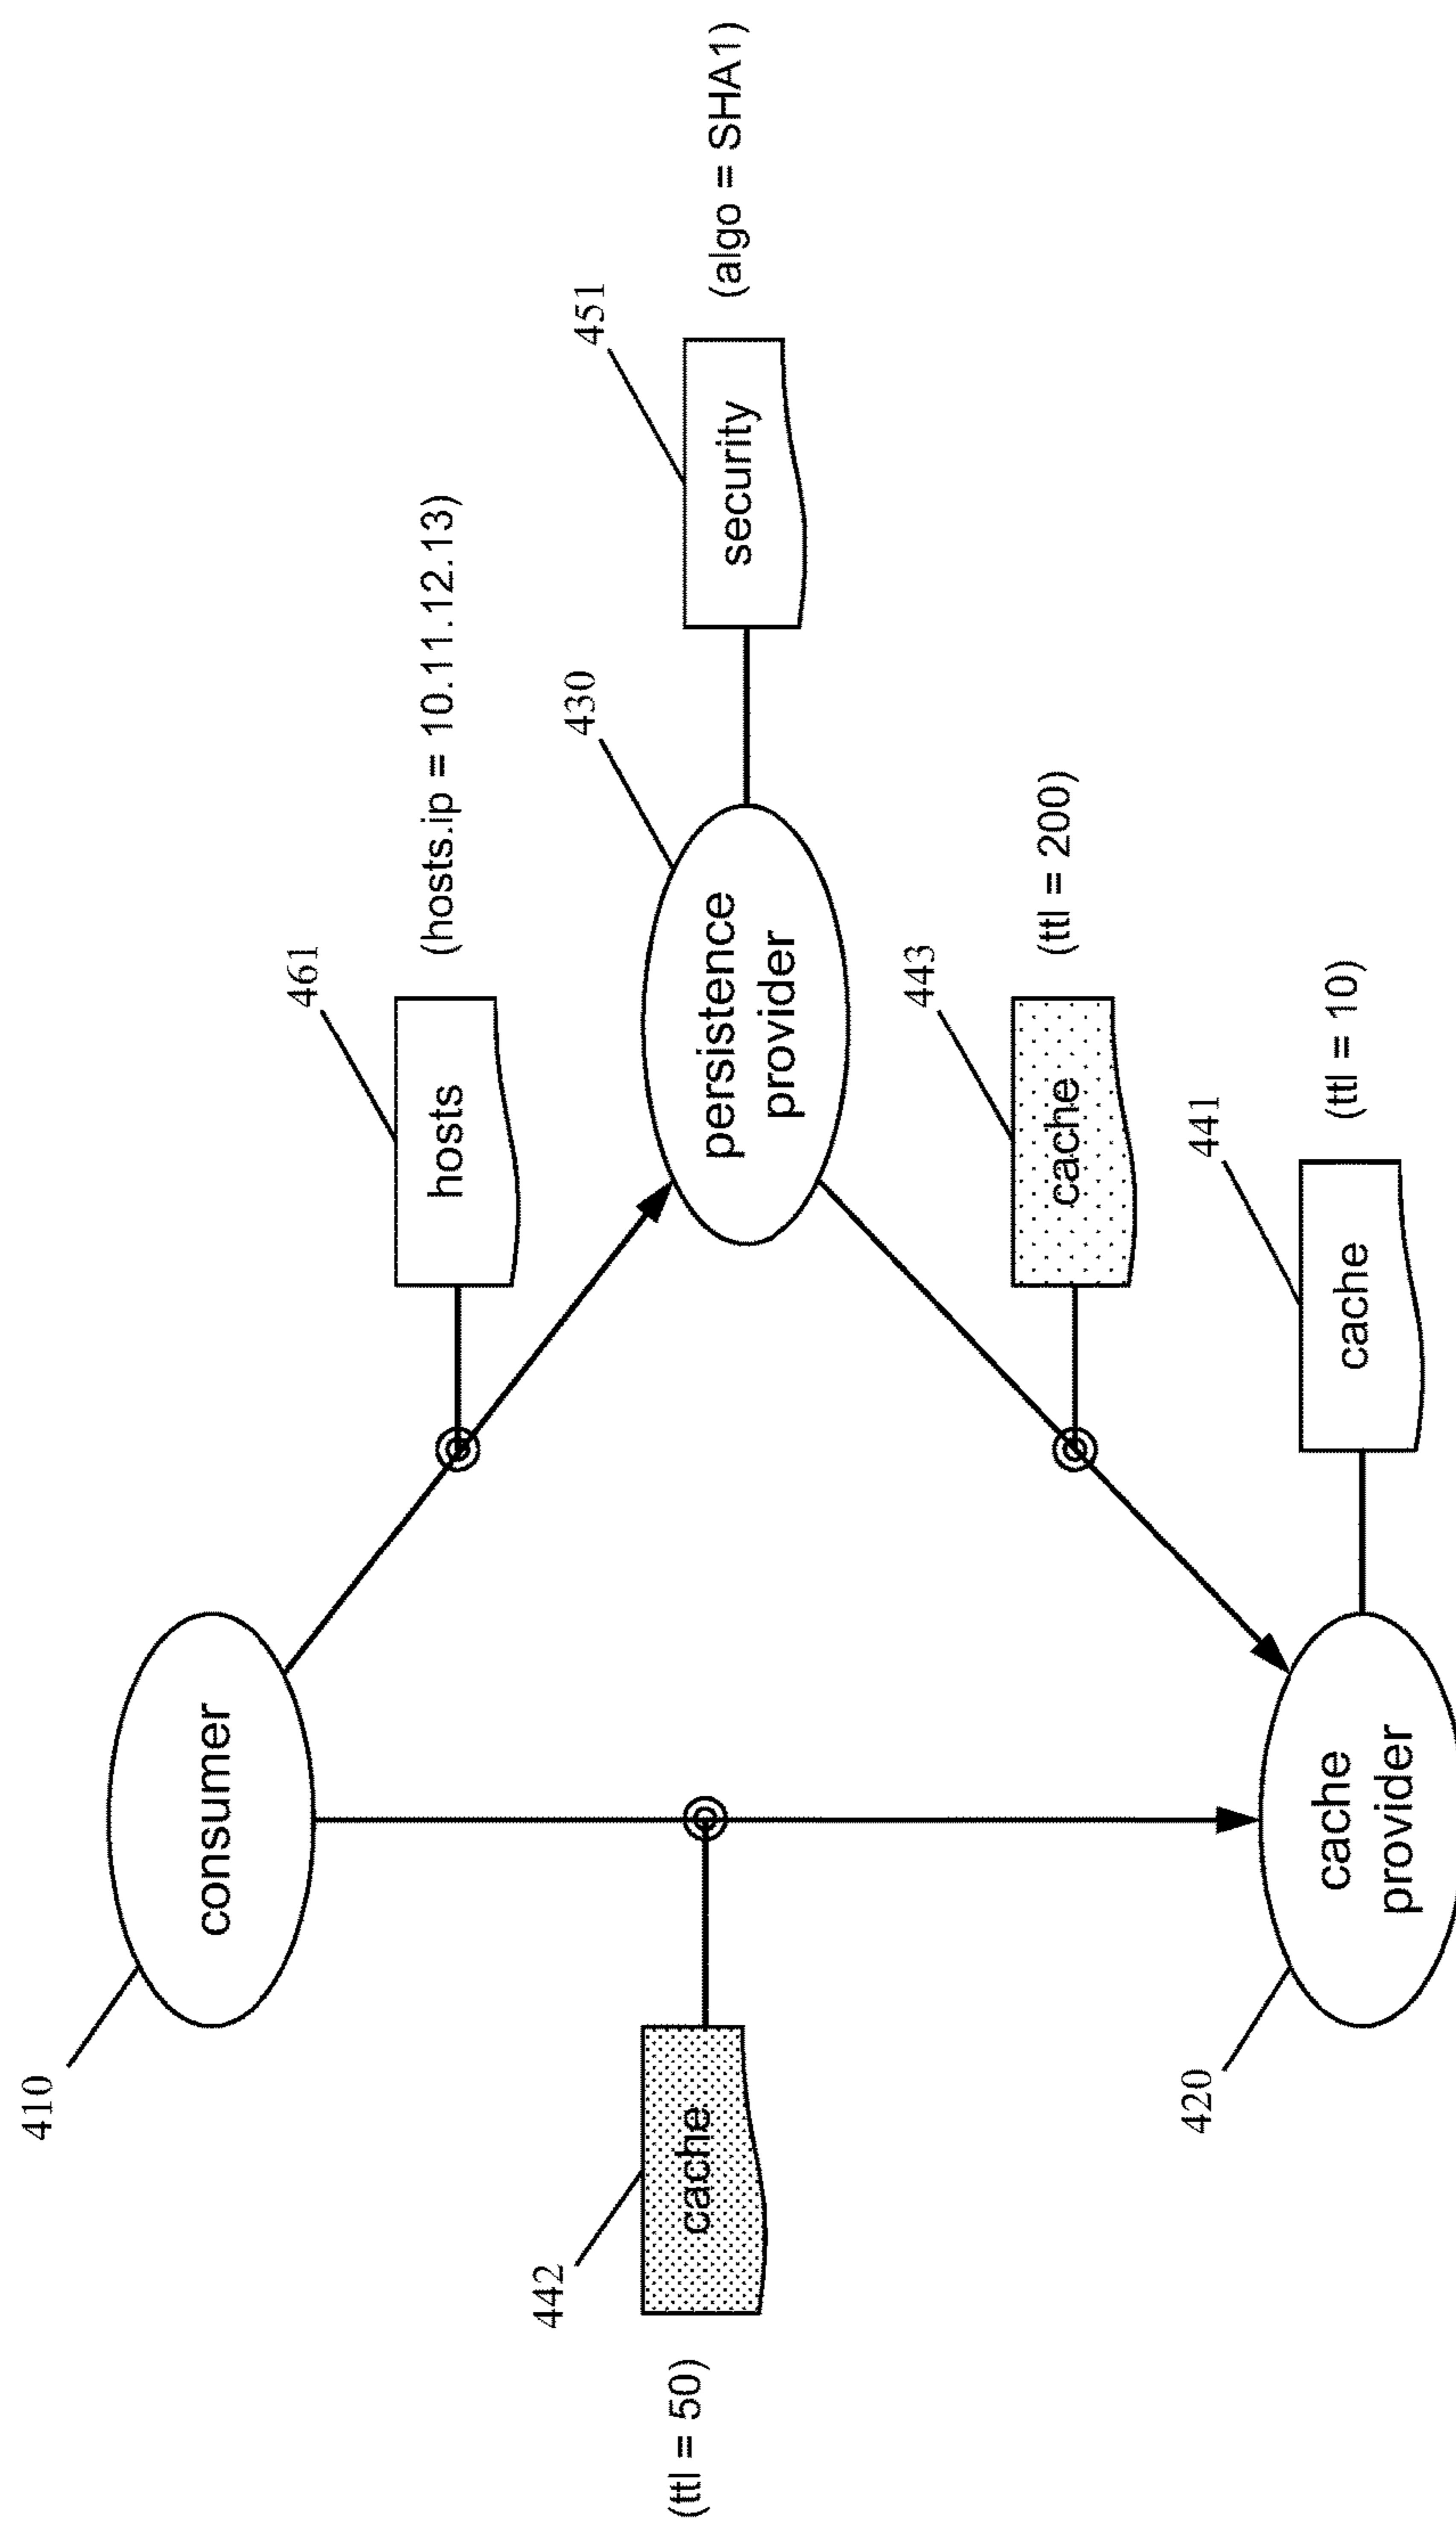 410
consumer
461
hosts
(hosts.ip = 10.11.12.13)
442
(ttl = 50)
cache
430
persistence
provider
451
security
(algo = SHA1)
443
cache
(ttl = 200)
420
cache
provider
441
cache
(ttl = 10)